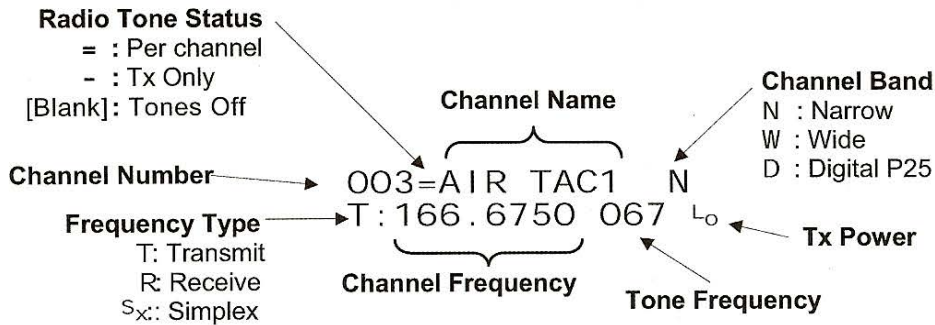 Radio Tone Status
= : Per channel
- : Tx Only
[Blank]: Tones Off
Channel Name
Channel Band
N : Narrow
W : Wide
D : Digital P25
Channel Number
003=AIR TAC1 N
T:166.6750 067 Lo
Frequency Type
T: Transmit
R: Receive
Sx:: Simplex
Channel Frequency
Tone Frequency
Tx Power